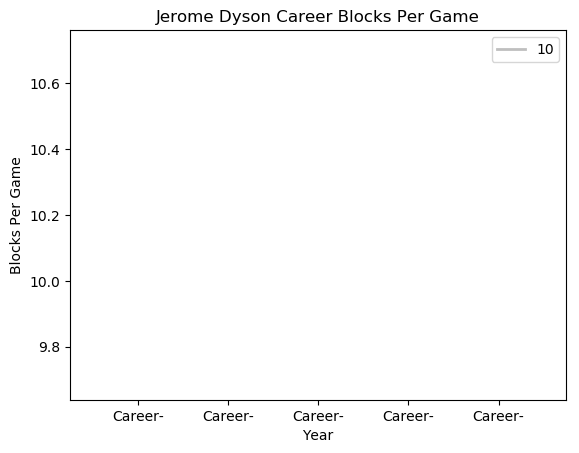 Jerome Dyson Career Blocks Per Game
10
10.6
10.4
10.2
10.0
9.8
Blocks Per Game
Career- Career- Career- Career- Career-
Year